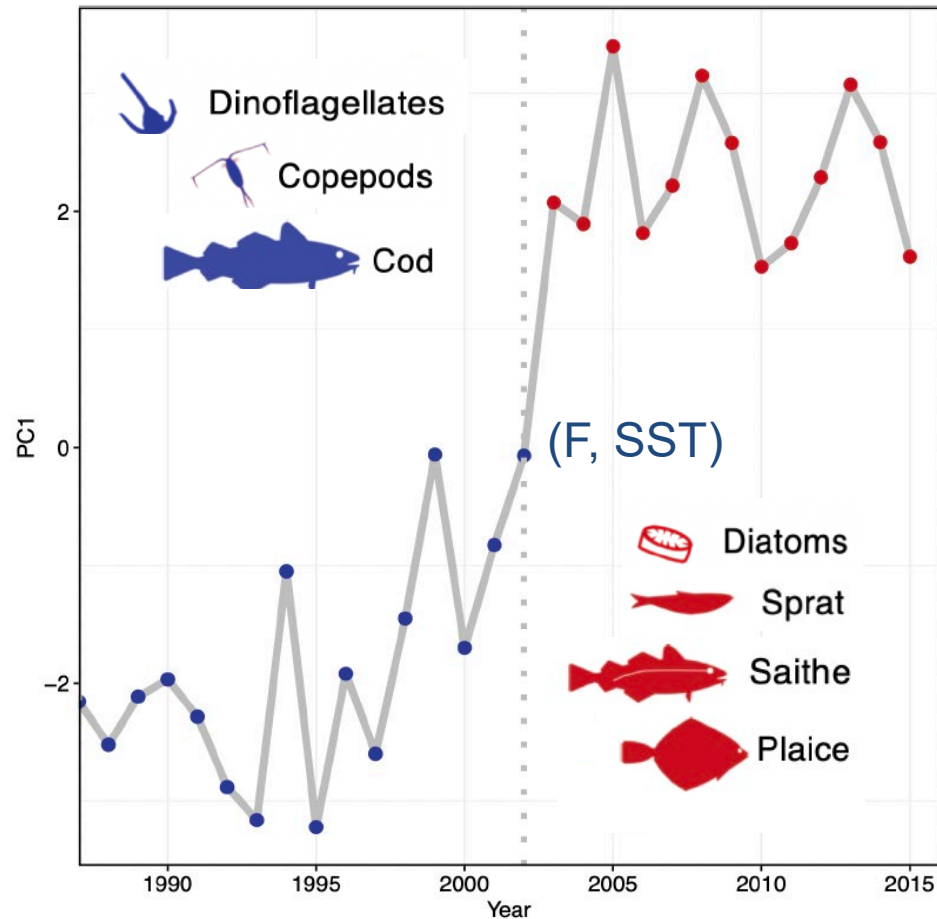 Dinoflagellates
Copepods
Cod
2
0
−2
PC1
(F, SST)
Diatoms
Sprat
Saithe
Plaice
1990 1995 2000 2005 2010 2015
Year